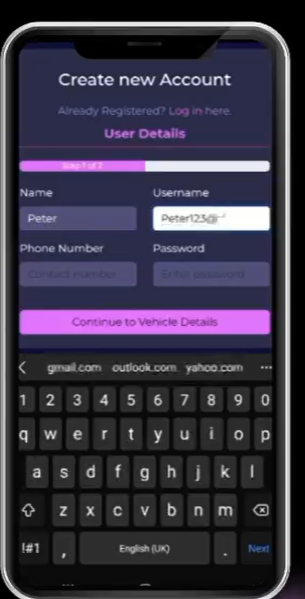 Create new Account
Already Registered? Log in here.
User Details
Step 1 of 2
Name Username
Peter Peter123@
Phone Number Password
Contact number Enter password
Continue to Vehicle Details
gmail.com outlook.com yahoo.com ...
1 2 3 4 5 6 7 8 9 0
q w e r t y u i o p
a s d f g h j k l
z x c v b n m
!#1 , English (UK) . Next